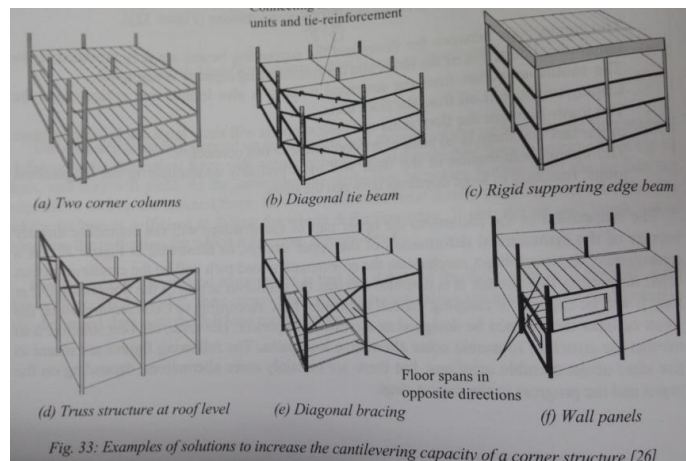 units and tie-reinforcement
(a) Two corner columns
(b) Diagonal tie beam
(c) Rigid supporting edge beam
Floor spans in
opposite directions
(d) Truss structure at roof level
(e) Diagonal bracing
(f) Wall panels
Fig. 33: Examples of solutions to increase the cantilevering capacity of a corner structure [26]